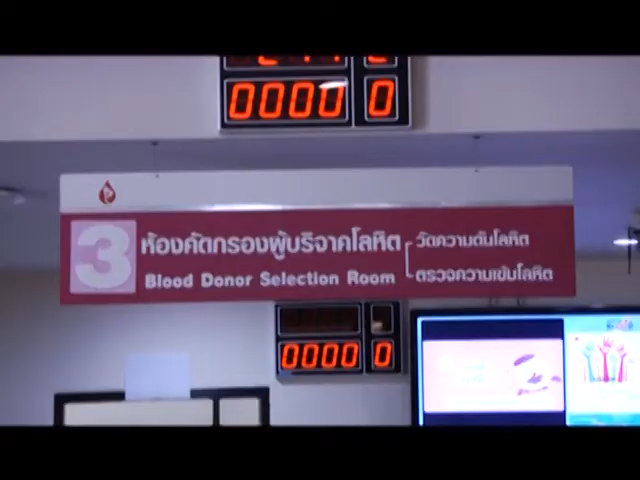 0000 0
3
ห้องคัดกรองผู้บริจาคโลหิต
Blood Donor Selection Room
วัดความดันโลหิต
ตรวจความเข้มโลหิต
0000 0